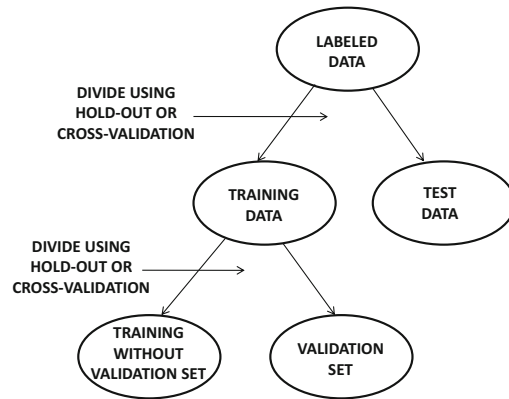 LABELED
DATA
DIVIDE USING
HOLD-OUT OR
CROSS-VALIDATION
TRAINING
DATA
TEST
DATA
DIVIDE USING
HOLD-OUT OR
CROSS-VALIDATION
TRAINING
WITHOUT
VALIDATION SET
VALIDATION
SET